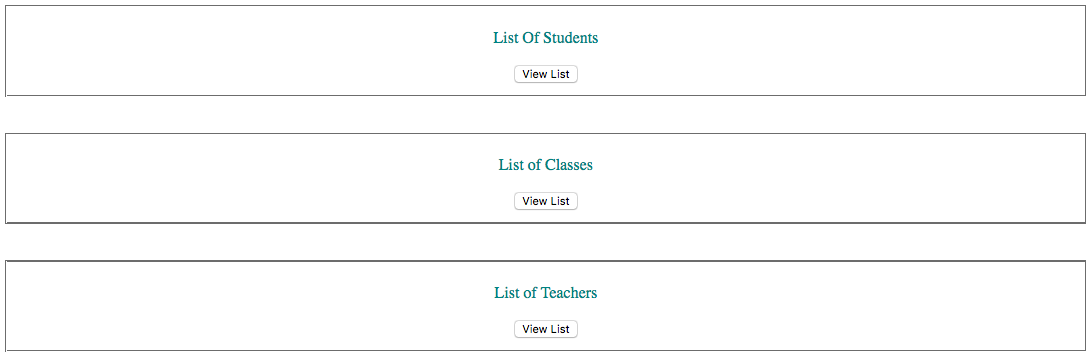 List Of Students
View List
List of Classes
View List
List of Teachers
View List